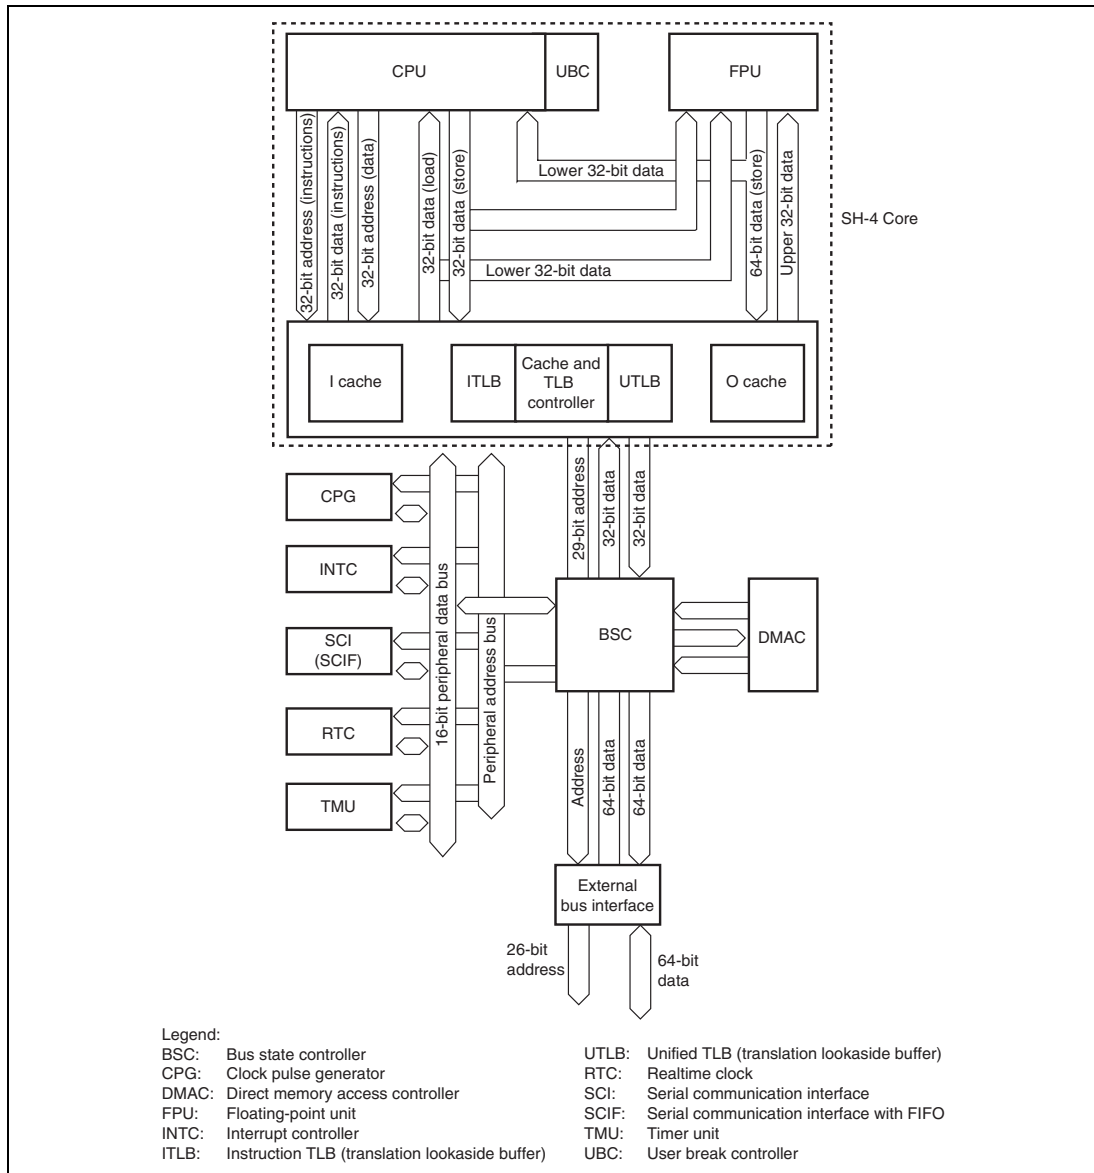 CPU
UBC
FPU
32-bit address (instructions)
32-bit data (instructions)
32-bit address (data)
32-bit data (load)
32-bit data (store)
Lower 32-bit data
Lower 32-bit data
64-bit data (store)
Upper 32-bit data
SH-4 Core
I cache
ITLB
Cache and
TLB
controller
UTLB
O cache
29-bit address
32-bit data
32-bit data
CPG
INTC
SCI
(SCIF)
RTC
TMU
16-bit peripheral data bus
Peripheral address bus
BSC
DMAC
Address
64-bit data
64-bit data
External
bus interface
26-bit
address
64-bit
data
Legend:
BSC: Bus state controller
CPG: Clock pulse generator
DMAC: Direct memory access controller
FPU: Floating-point unit
INTC: Interrupt controller
ITLB: Instruction TLB (translation lookaside buffer)
UTLB: Unified TLB (translation lookaside buffer)
RTC: Realtime clock
SCI: Serial communication interface
SCIF: Serial communication interface with FIFO
TMU: Timer unit
UBC: User break controller